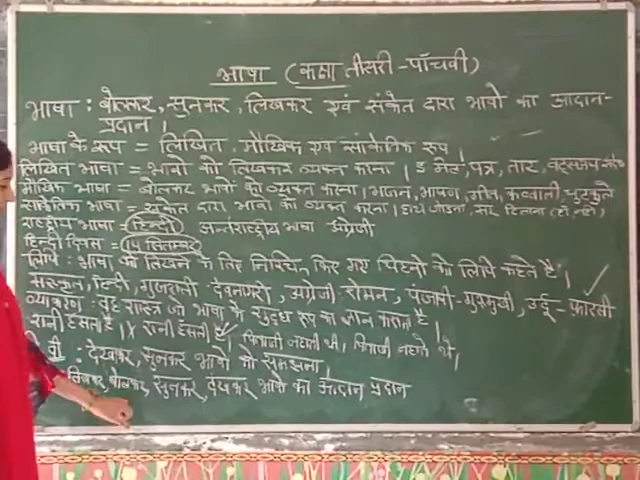 भाषा (कक्षा तीसरी-पाँचवी)
भाषा : बोलकर, सुनकर, लिखकर एवं संकेत द्वारा भावों का आदान-
प्रदान ।
भाषा के रूप = लिखित, मौखिक एवं सांकेतिक रूप ।
लिखित भाषा = भावों को लिखकर व्यक्त करना । ई मेल, पत्र, तार,
मौखिक भाषा = बोलकर भावों को व्यक्त करना । भजन, भाषण, गीत, कव्वाली, चुटकुले
सांकेतिक भाषा = संकेत द्वारा भावों को व्यक्त करना । हाथ जोड़ना, सर हिलाना (हाँ, नहीं)
राष्ट्रीय भाषा = हिन्दी अन्तर्राष्ट्रीय भाषा अंग्रेजी
हिन्दी दिवस = 14 सितम्बर
लिपि : भाषा को लिखने के लिए निश्चित किए गए चिह्नों को लिपि कहते है ।
संस्कृत, हिन्दी, गुजराती देवनागरी, अंग्रेजी-रोमन, पंजाबी-गुरुमुखी, उर्दू-फ़ारसी
व्याकरण : वह शास्त्र जो भाषा के शुद्ध रूप का ज्ञान कराता है ।
रानी हँसता है । X रानी हँसती है ✓ पिताजी
: देखकर, सुनकर भावों को समझना ।
लिखकर, बोलकर, सुनकर, देखकर भावों का आदान प्रदान